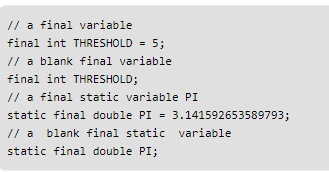 // a final variable
final int THRESHOLD = 5;
// a blank final variable
final int THRESHOLD;
// a final static variable PI
static final double PI = 3.141592653589793;
// a  blank final static  variable
static final double PI;